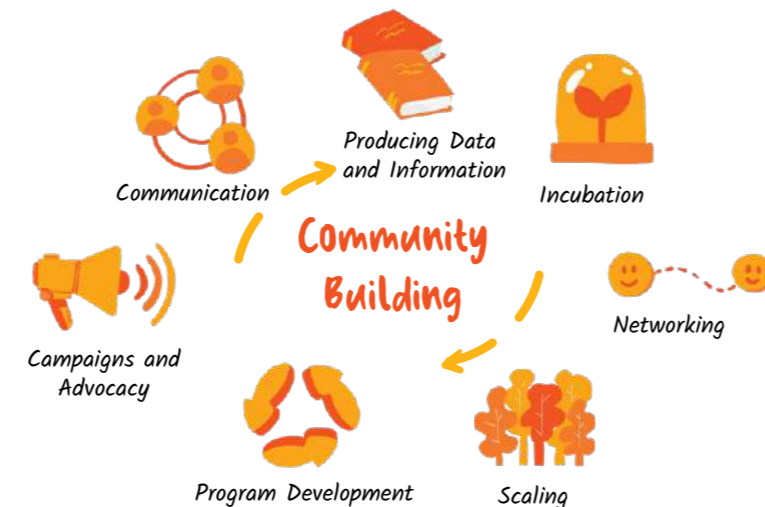 Producing Data
and Information
Communication
Incubation
Community
Building
Networking
Campaigns and
Advocacy
Program Development
Scaling